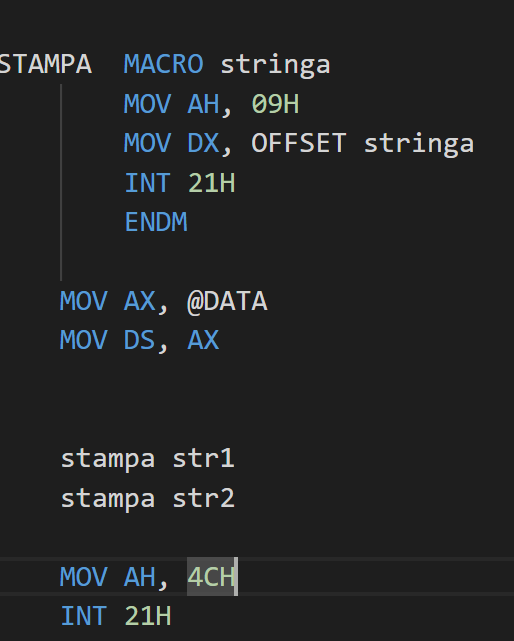 STAMPA MACRO stringa
MOV AH, 09H
MOV DX, OFFSET stringa
INT 21H
ENDM
MOV AX, @DATA
MOV DS, AX
stampa str1
stampa str2
MOV AH, 4CH
INT 21H